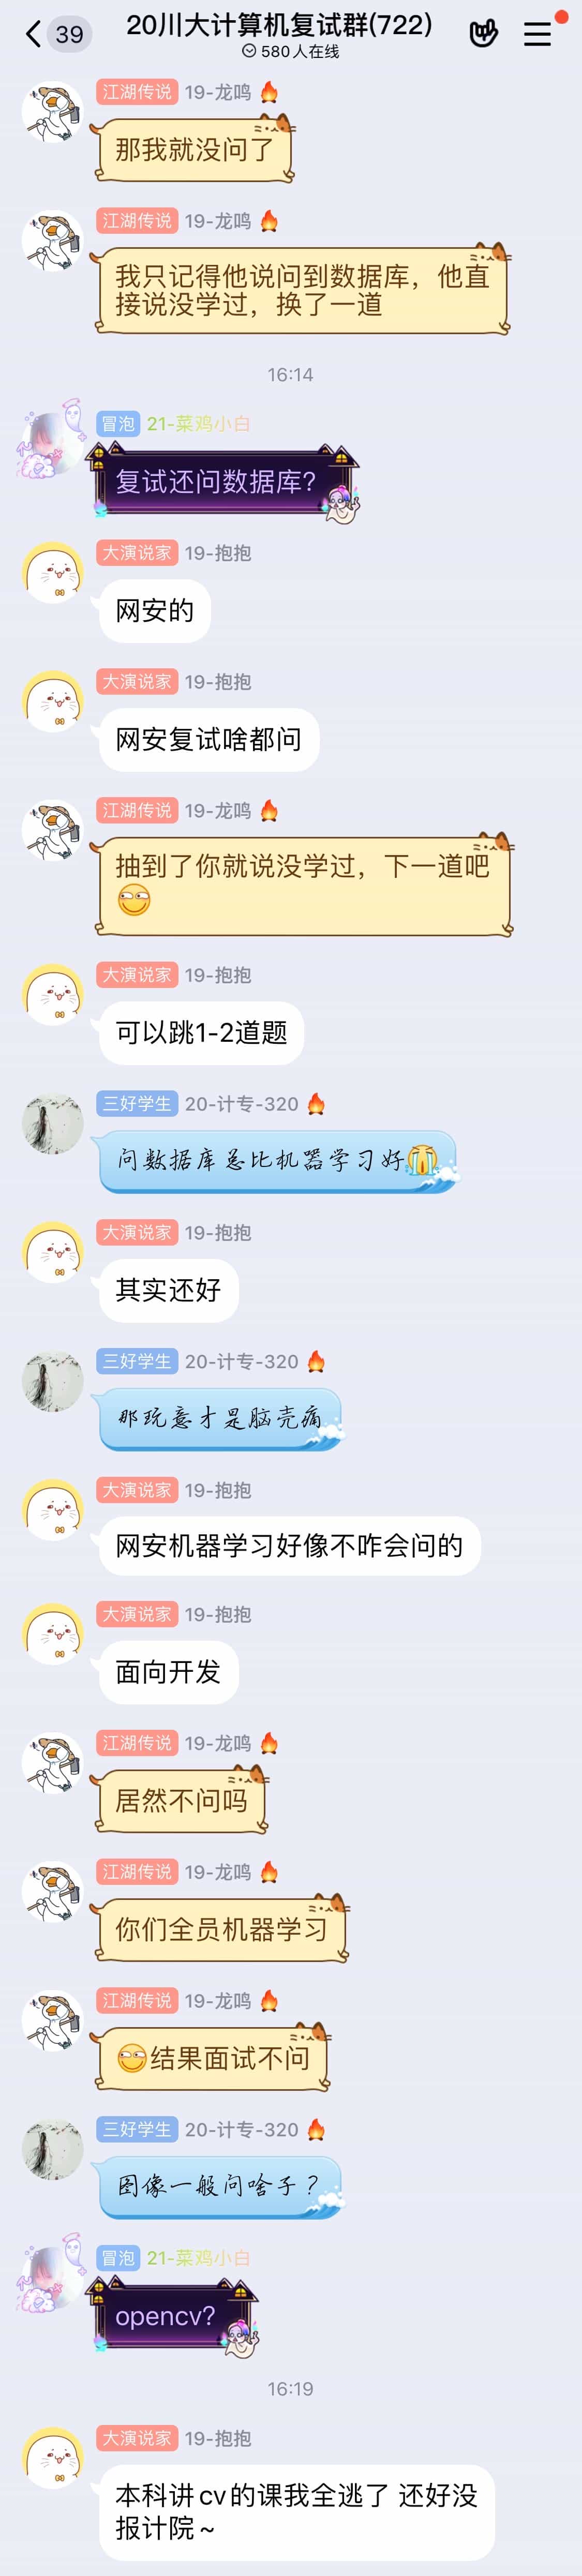 39
20川大计算机复试群(722)
580人在线
江湖传说 19-龙鸣
那我就没问了
江湖传说 19-龙鸣
我只记得他说问到数据库，他直
接说没学过，换了一道
16:14
冒泡 21-菜鸡小白
复试还问数据库?
大演说家 19-抱抱
网安的
大演说家 19-抱抱
网安复试啥都问
江湖传说 19-龙鸣
抽到了你就说没学过，下一道吧
大演说家 19-抱抱
可以跳1-2道题
三好学生 20-计专-320
问数据库总比机器学习好
大演说家 19-抱抱
其实还好
三好学生 20-计专-320
那玩意才是脑壳痛
大演说家 19-抱抱
网安机器学习好像不咋会问的
大演说家 19-抱抱
面向开发
江湖传说 19-龙鸣
居然不问吗
江湖传说 19-龙鸣
你们全员机器学习
江湖传说 19-龙鸣
结果面试不问
三好学生 20-计专-320
图像一般问啥子？
冒泡 21-菜鸡小白
opencv?
16:19
大演说家 19-抱抱
本科讲cv的课我全逃了 还好没
报计院~